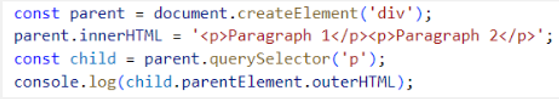 const parent = document.createElement('div');
parent.innerHTML = '<p>Paragraph 1</p><p>Paragraph 2</p>';
const child = parent.querySelector('p');
console.log(child.parentElement.outerHTML);